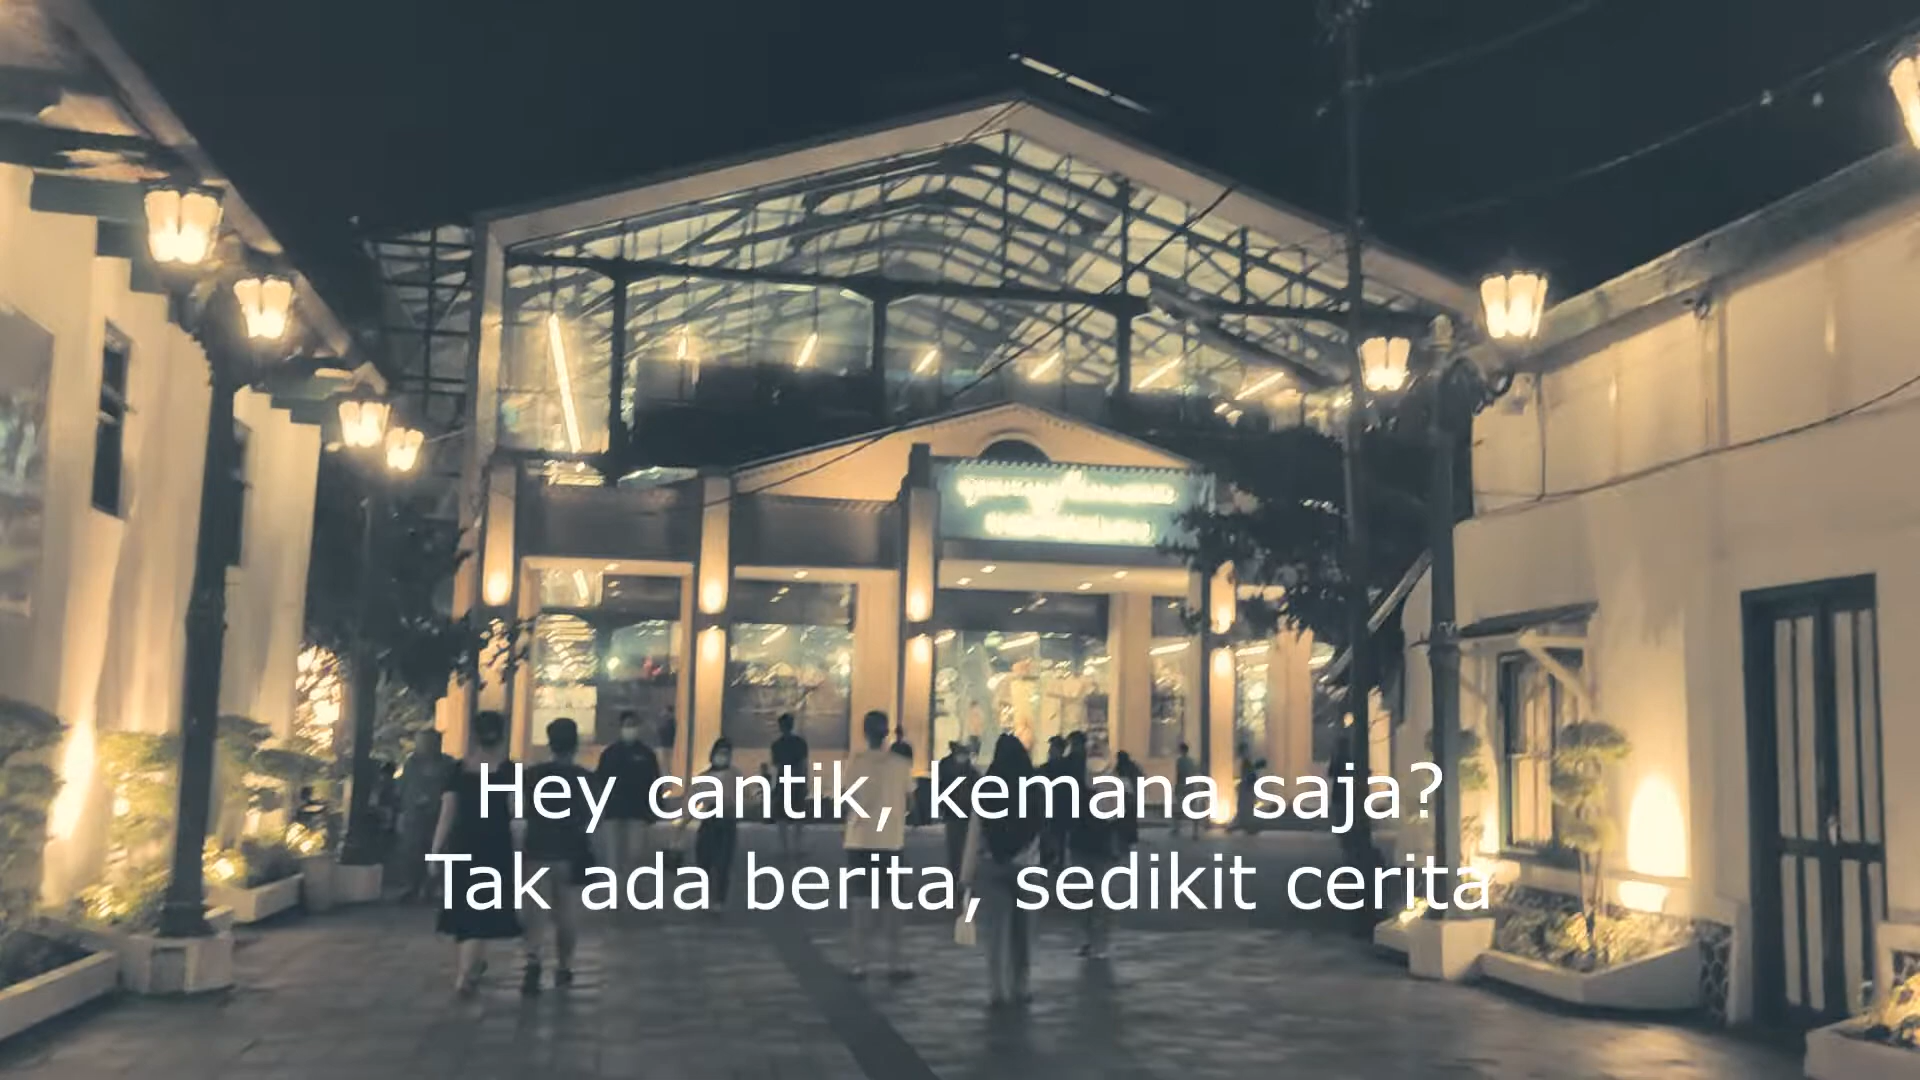 Hey cantik, kemana saja?
Tak ada berita, sedikit cerita